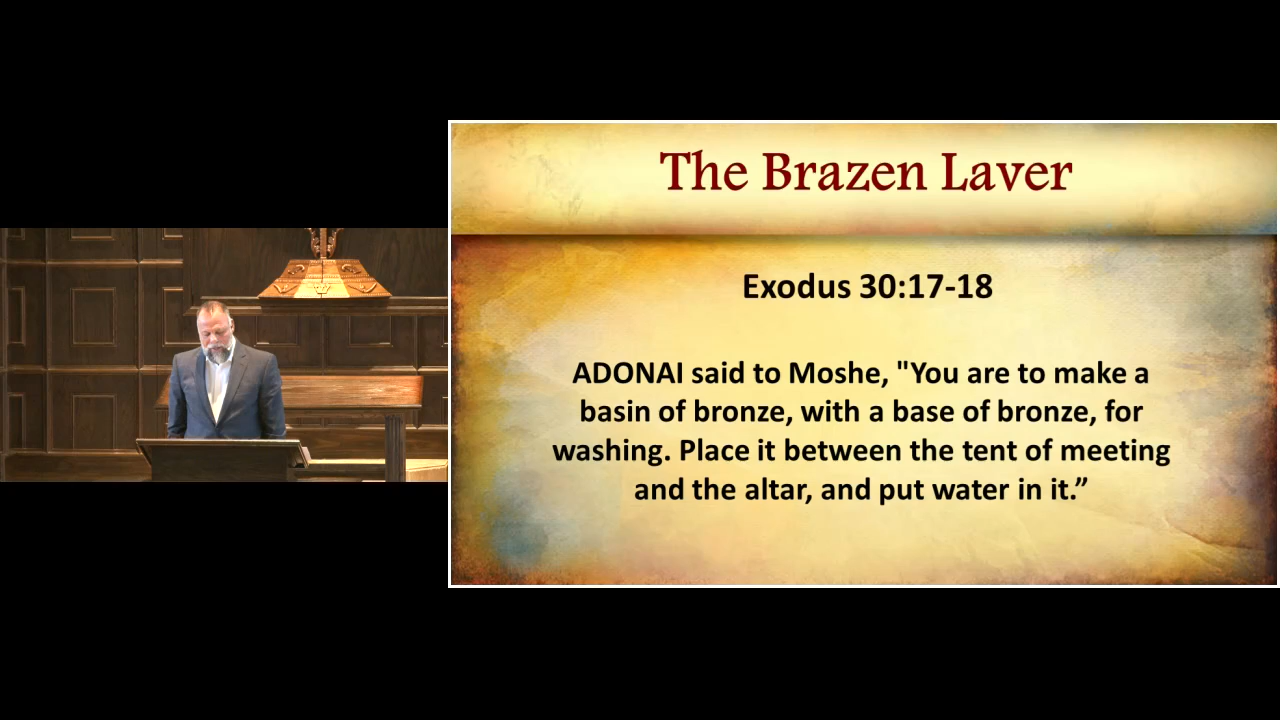 The Brazen Laver
Exodus 30:17-18
ADONAI said to Moshe, "You are to make a
basin of bronze, with a base of bronze, for
washing. Place it between the tent of meeting
and the altar, and put water in it.”